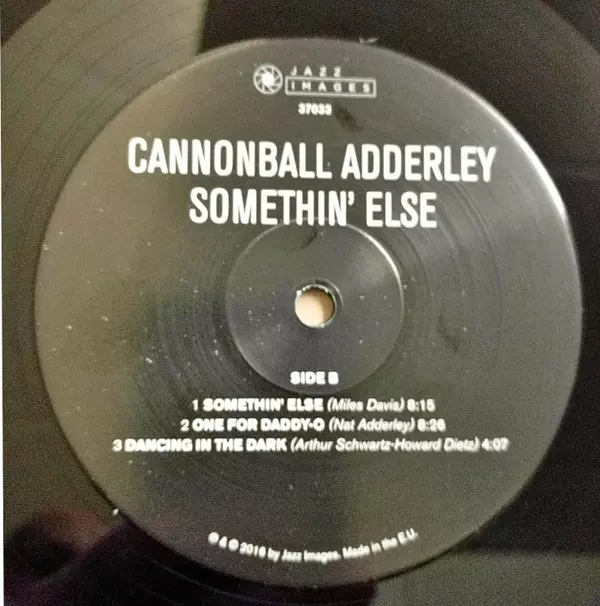 JAZZ
IMAGES
37033
CANNONBALL ADDERLEY
SOMETHIN' ELSE
SIDE B
1 SOMETHIN' ELSE (Miles Davis) 8:15
2 ONE FOR DADDY-O (Nat Adderley) 8:26
3 DANCING IN THE DARK (Arthur Schwartz-Howard Dietz) 4:07
℗ & © 2016 by Jazz Images. Made in the E.U.